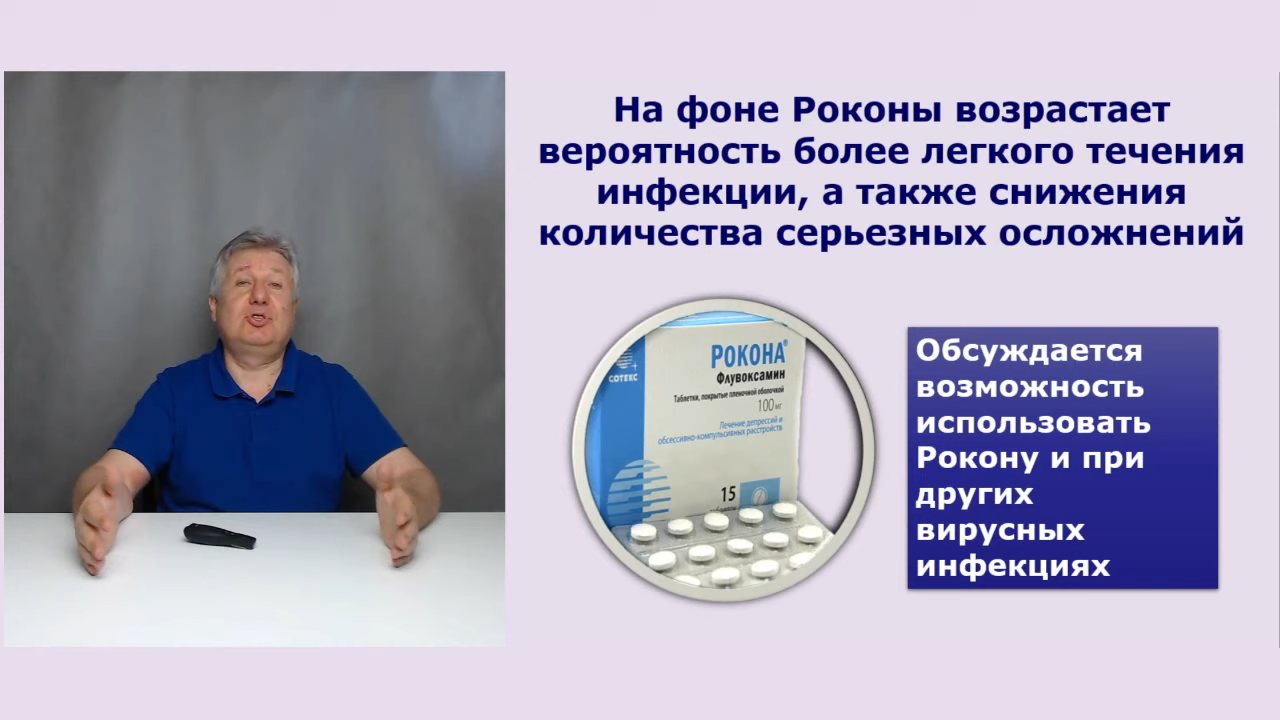 На фоне Роконы возрастает
вероятность более легкого течения
инфекции, а также снижения
количества серьезных осложнений
СОТЕКС
РОКОНА®
Флувоксамин
Таблетки, покрытые пленочной оболочкой
100 мг
Лечение депрессий и
обсессивно-компульсивных расстройств
15
Обсуждается
возможность
использовать
Рокону и при
других
вирусных
инфекциях